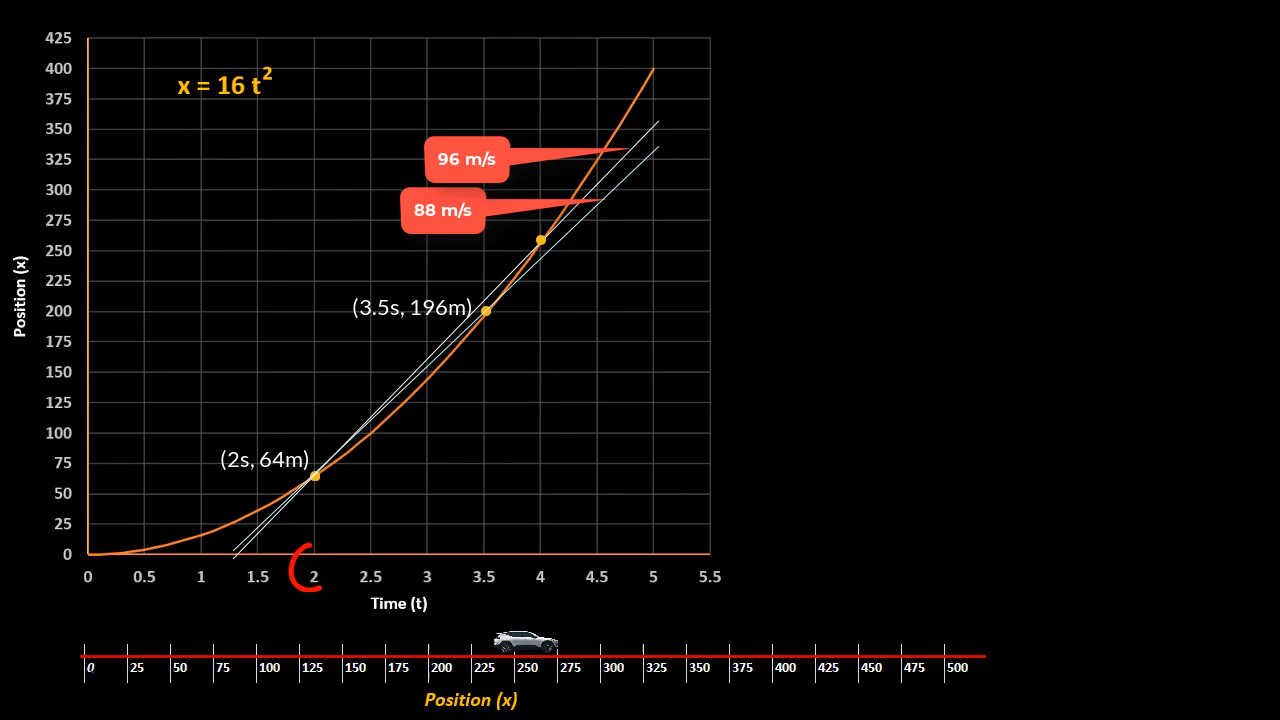 425
400
375
350
325
300
275
250
225
200
175
150
125
100
75
50
25
0
Position (x)
x = 16 t²
96 m/s
88 m/s
(3.5s, 196m)
(2s, 64m)
0 0.5 1 1.5 2 2.5 3 3.5 4 4.5 5 5.5
Time (t)
0 25 50 75 100 125 150 175 200 225 250 275 300 325 350 375 400 425 450 475 500
Position (x)